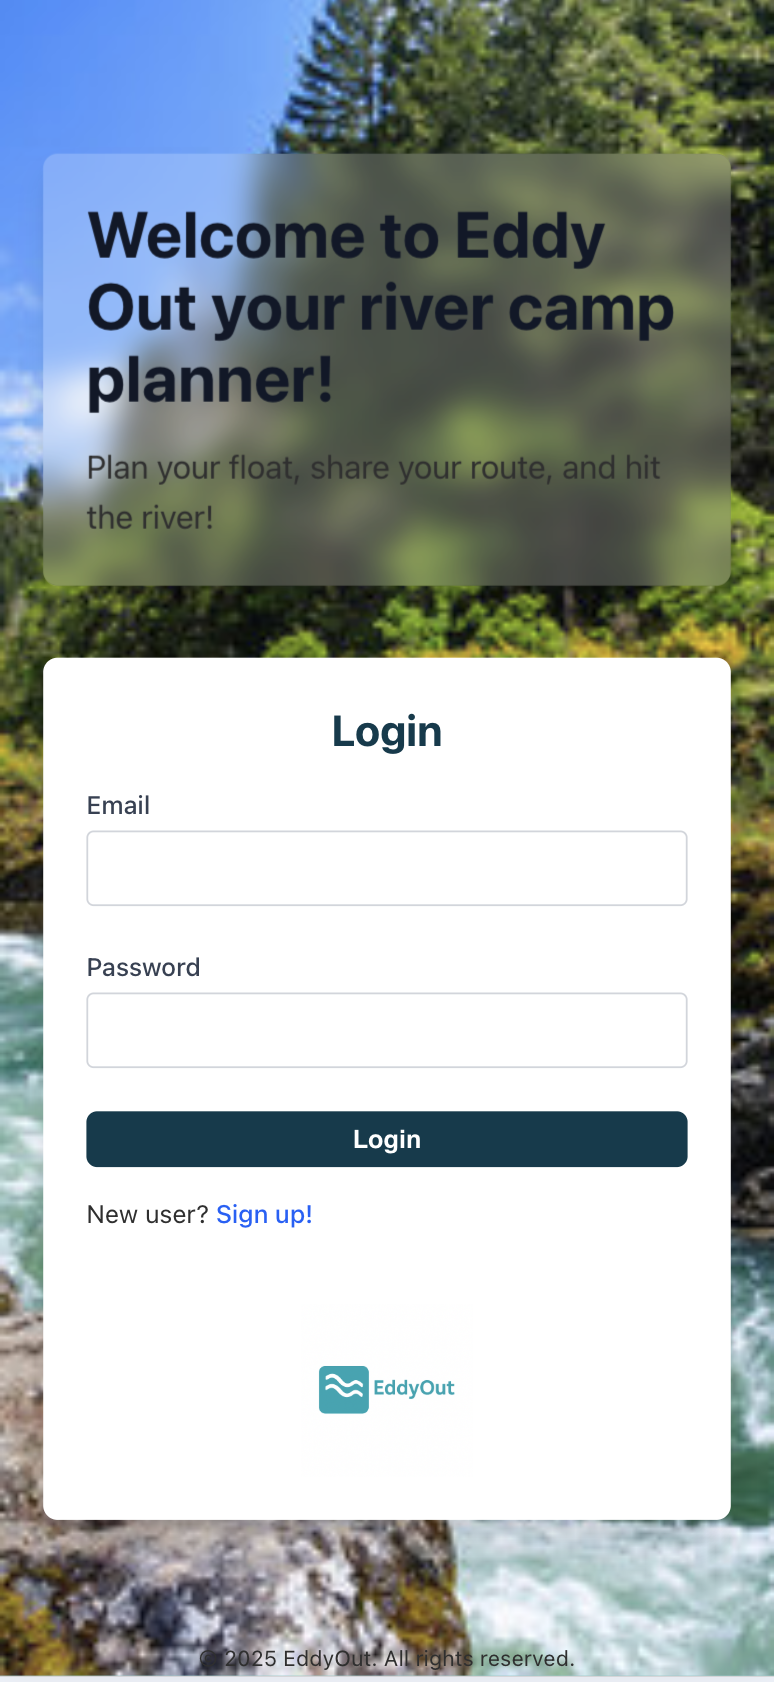 Welcome to Eddy
Out your river camp
planner!
Plan your float, share your route, and hit
the river!
Login
Email
Password
Login
New user? Sign up!
EddyOut
© 2025 EddyOut. All rights reserved.